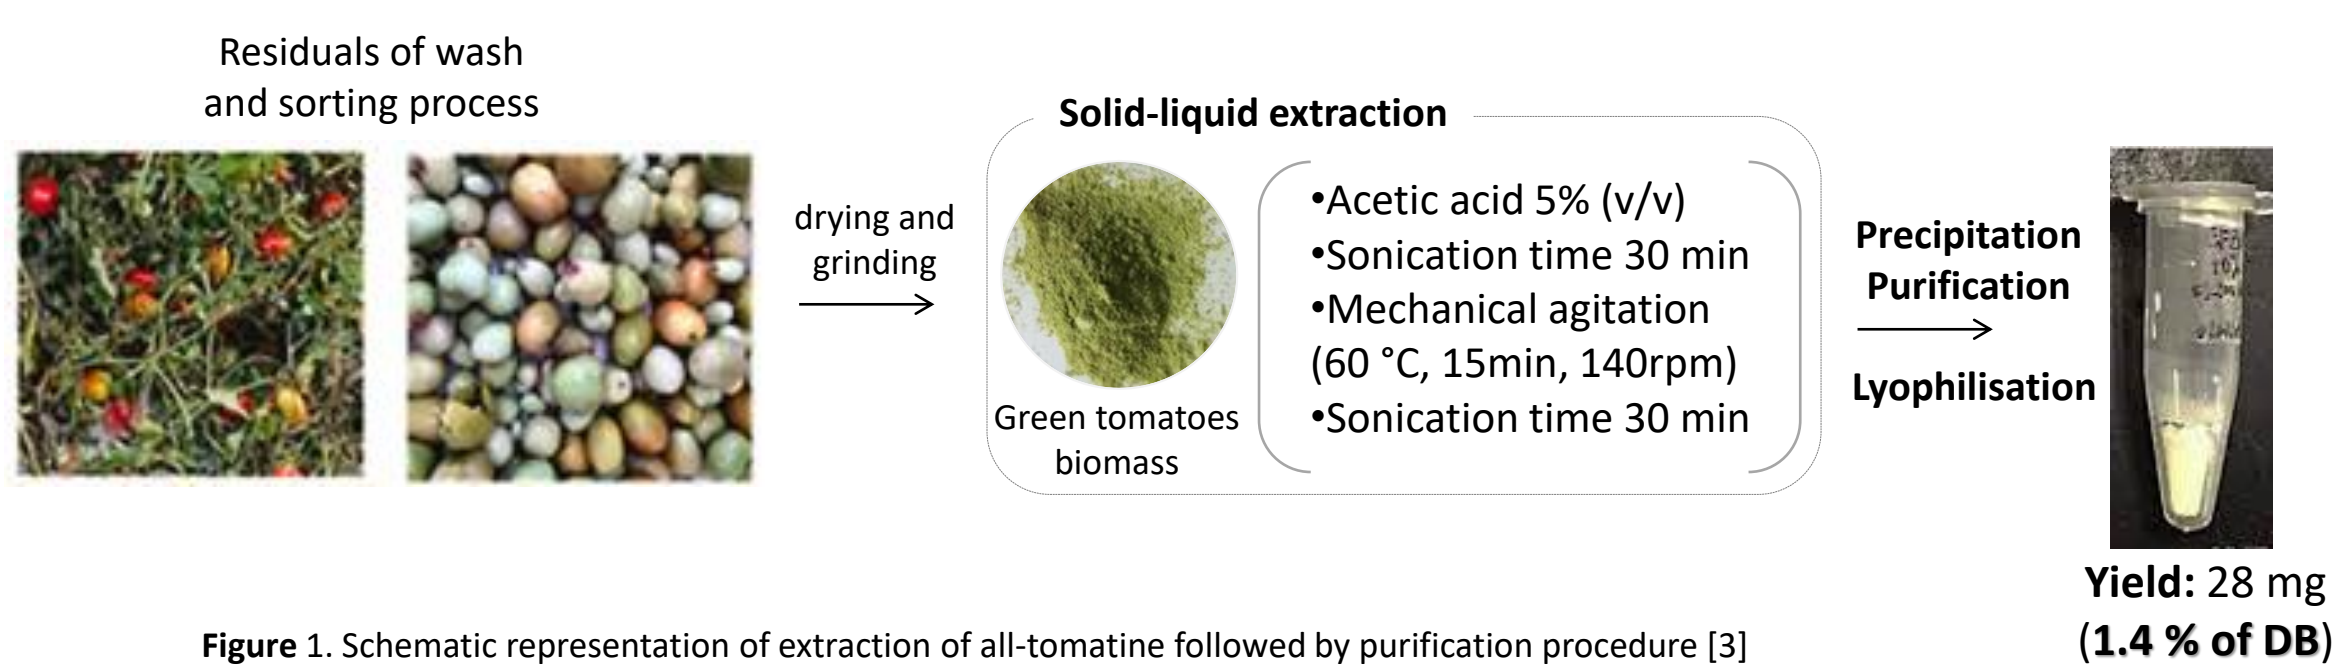 Residuals of wash
and sorting process
drying and
grinding
Solid-liquid extraction
Green tomatoes
biomass
•Acetic acid 5% (v/v)
•Sonication time 30 min
•Mechanical agitation
(60 °C, 15min, 140rpm)
•Sonication time 30 min
Precipitation
Purification
Lyophilisation
Yield: 28 mg
(1.4 % of DB)
Figure 1. Schematic representation of extraction of all-tomatine followed by purification procedure [3]